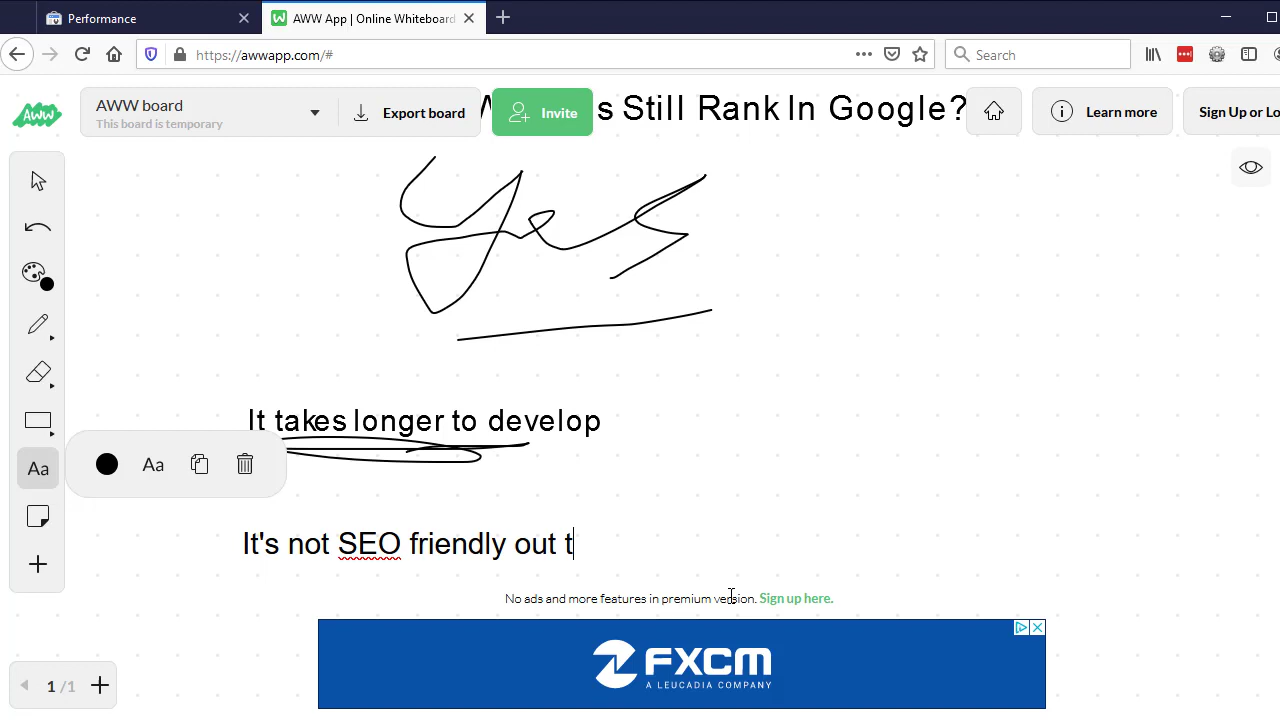 Performance
AWW App | Online Whiteboard
https://awwapp.com/#
Search
AWW
AWW board
This board is temporary
Export board
Invite
s Still Rank In Google?
Learn more
Sign Up or Lo
Yes
It takes longer to develop
Aa
Aa
It's not SEO friendly out t
No ads and more features in premium version. Sign up here.
FXCM
A LEUCADIA COMPANY
1 /1